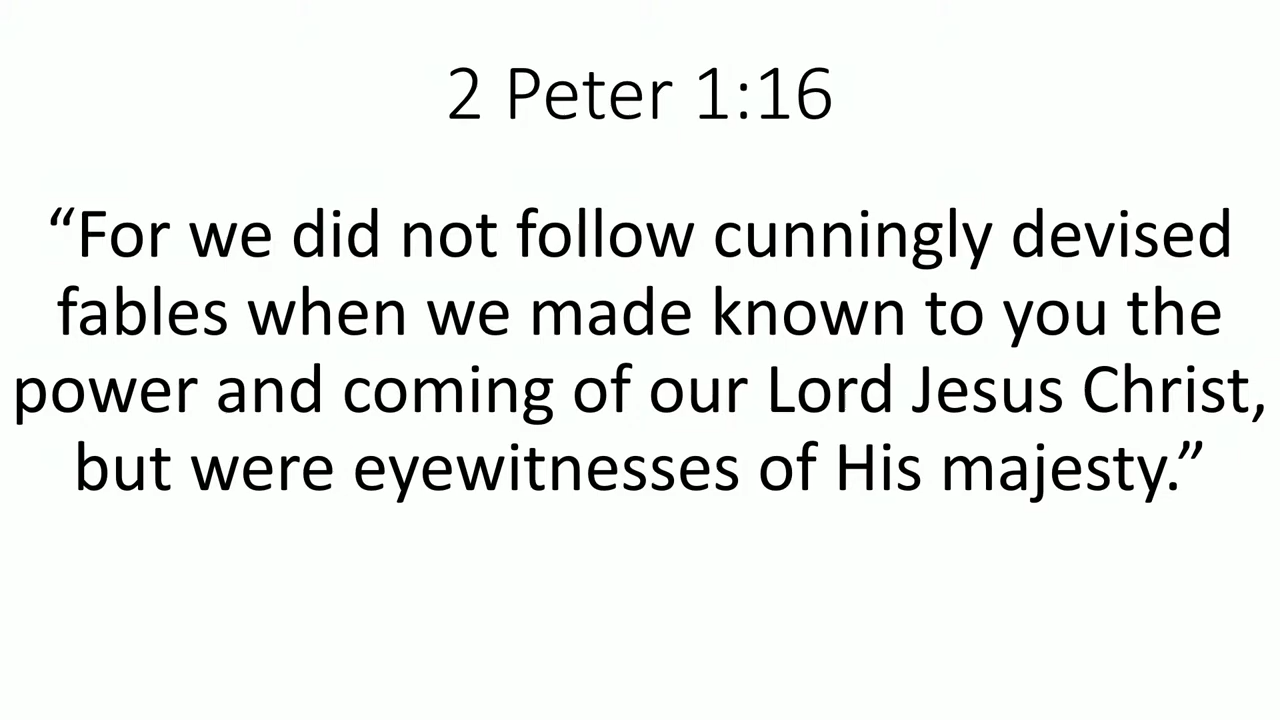 2 Peter 1:16
“For we did not follow cunningly devised
fables when we made known to you the
power and coming of our Lord Jesus Christ,
but were eyewitnesses of His majesty.”